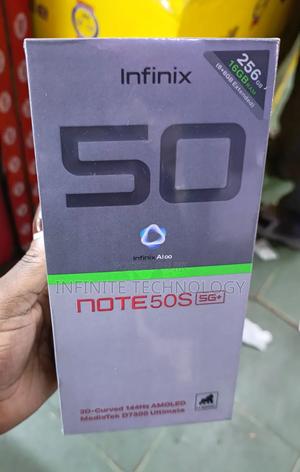 Infinix
256GB
16GB RAM
(8+8GB Extended)
50
Infinix AI∞
INFINITE TECHNOLOGY
NOTE 50S 5G+
3D-Curved 144Hz AMOLED
MediaTek D7300 Ultimate